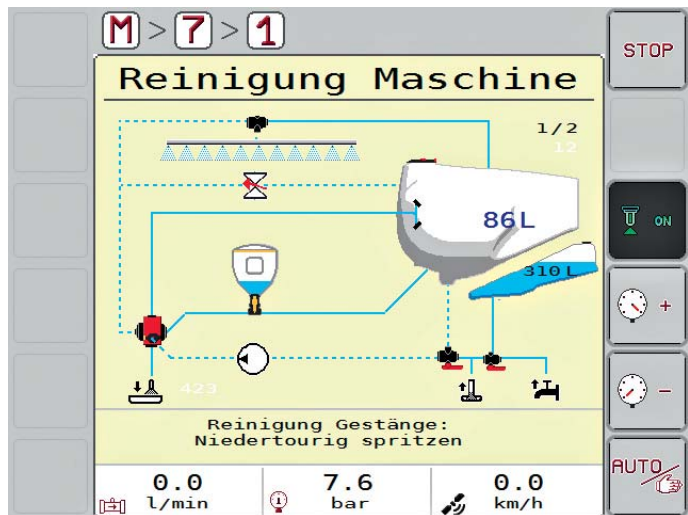 M > 7 > 1
STOP
Reinigung Maschine
1/2
12
86L
ON
310 L
+
423
-
Reinigung Gestänge:
Niedertourig spritzen
AUTO
0.0
l/min
7.6
bar
0.0
km/h